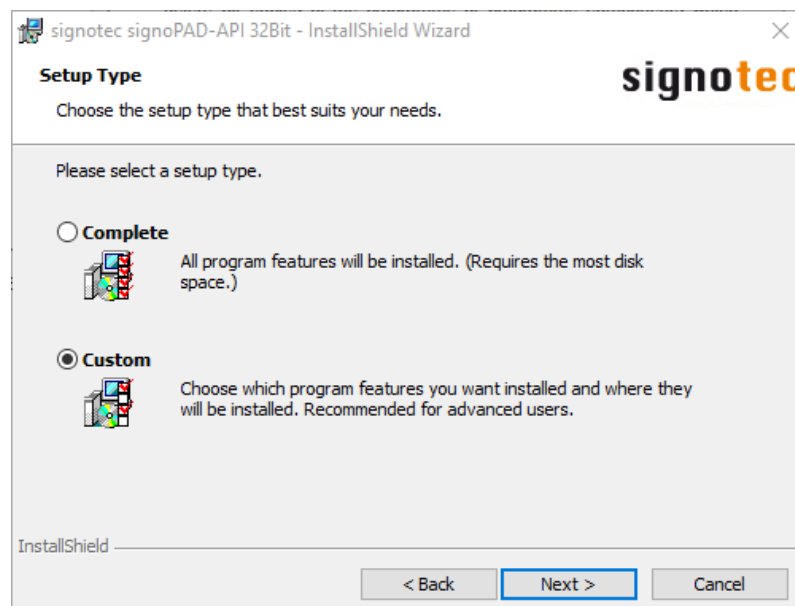 signotec signoPAD-API 32Bit - InstallShield Wizard
Setup Type
signotec
Choose the setup type that best suits your needs.
Please select a setup type.
Complete
All program features will be installed. (Requires the most disk
space.)
Custom
Choose which program features you want installed and where they
will be installed. Recommended for advanced users.
InstallShield
< Back
Next >
Cancel